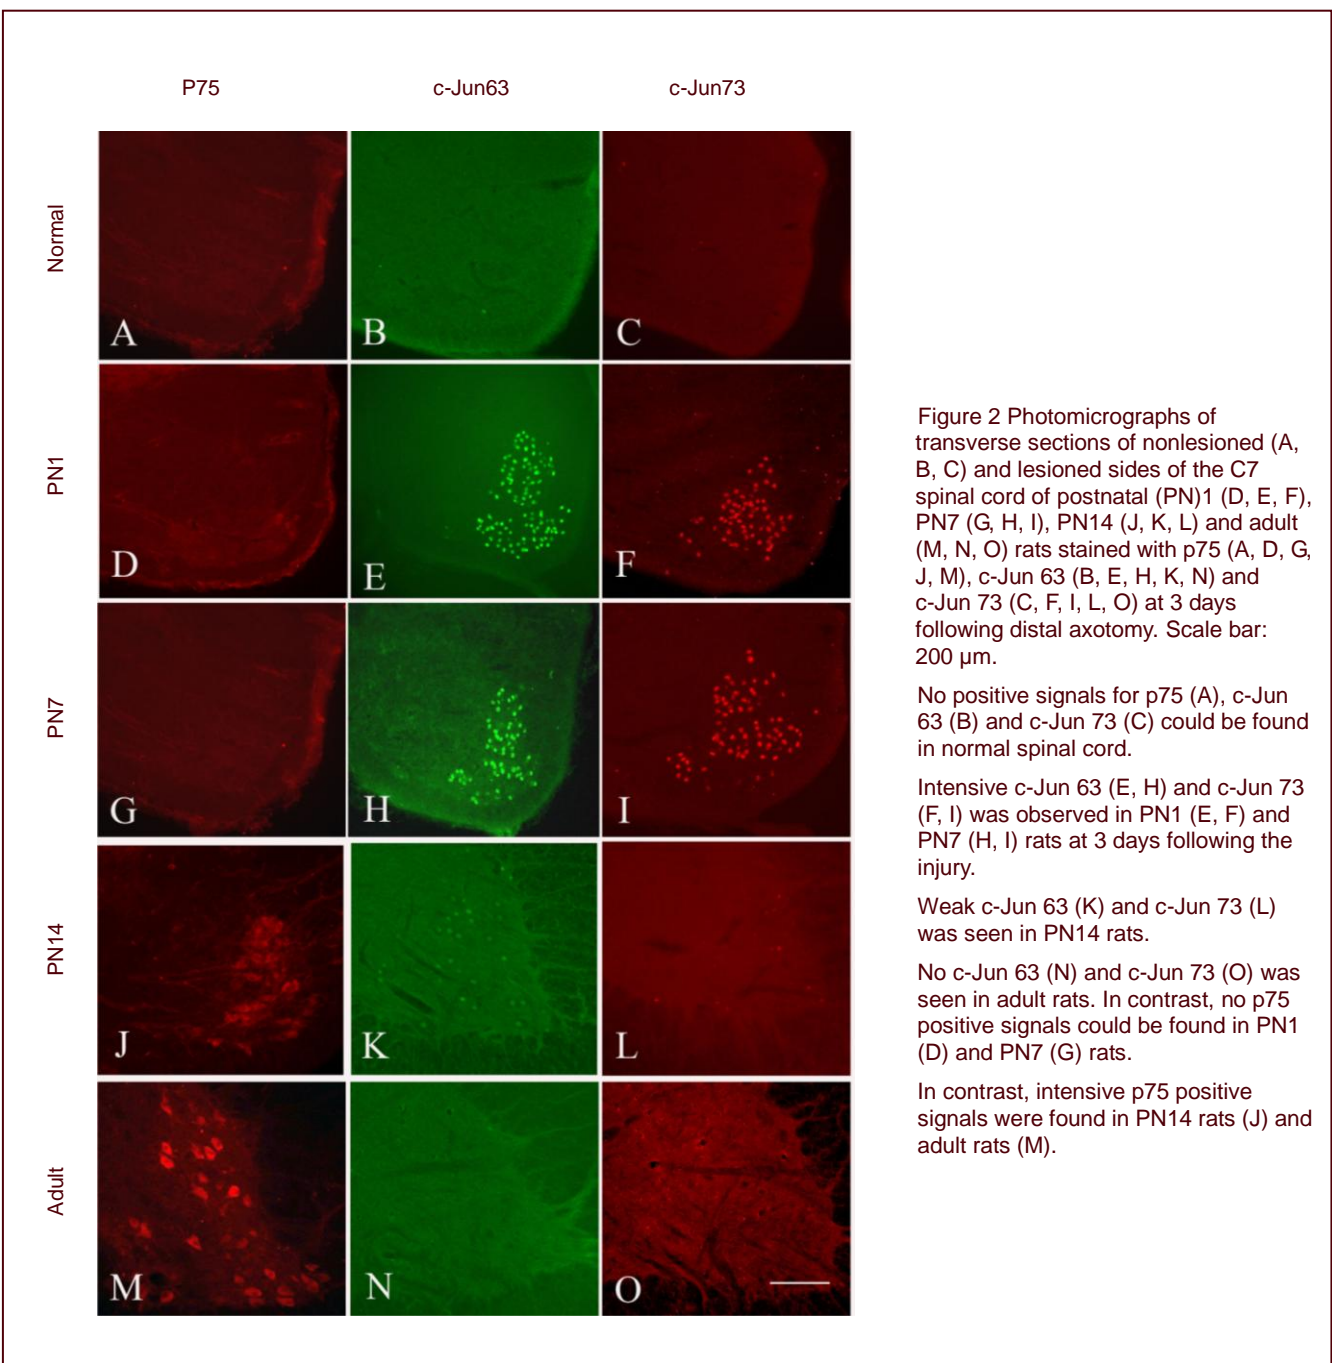 P75 c-Jun63 c-Jun73
Normal
A B C
PN1
D E F
PN7
G H I
PN14
J K L
Adult
M N O
Figure 2 Photomicrographs of
transverse sections of nonlesioned (A,
B, C) and lesioned sides of the C7
spinal cord of postnatal (PN)1 (D, E, F),
PN7 (G, H, I), PN14 (J, K, L) and adult
(M, N, O) rats stained with p75 (A, D, G,
J, M), c-Jun 63 (B, E, H, K, N) and
c-Jun 73 (C, F, I, L, O) at 3 days
following distal axotomy. Scale bar:
200 µm.
No positive signals for p75 (A), c-Jun
63 (B) and c-Jun 73 (C) could be found
in normal spinal cord.
Intensive c-Jun 63 (E, H) and c-Jun 73
(F, I) was observed in PN1 (E, F) and
PN7 (H, I) rats at 3 days following the
injury.
Weak c-Jun 63 (K) and c-Jun 73 (L)
was seen in PN14 rats.
No c-Jun 63 (N) and c-Jun 73 (O) was
seen in adult rats. In contrast, no p75
positive signals could be found in PN1
(D) and PN7 (G) rats.
In contrast, intensive p75 positive
signals were found in PN14 rats (J) and
adult rats (M).